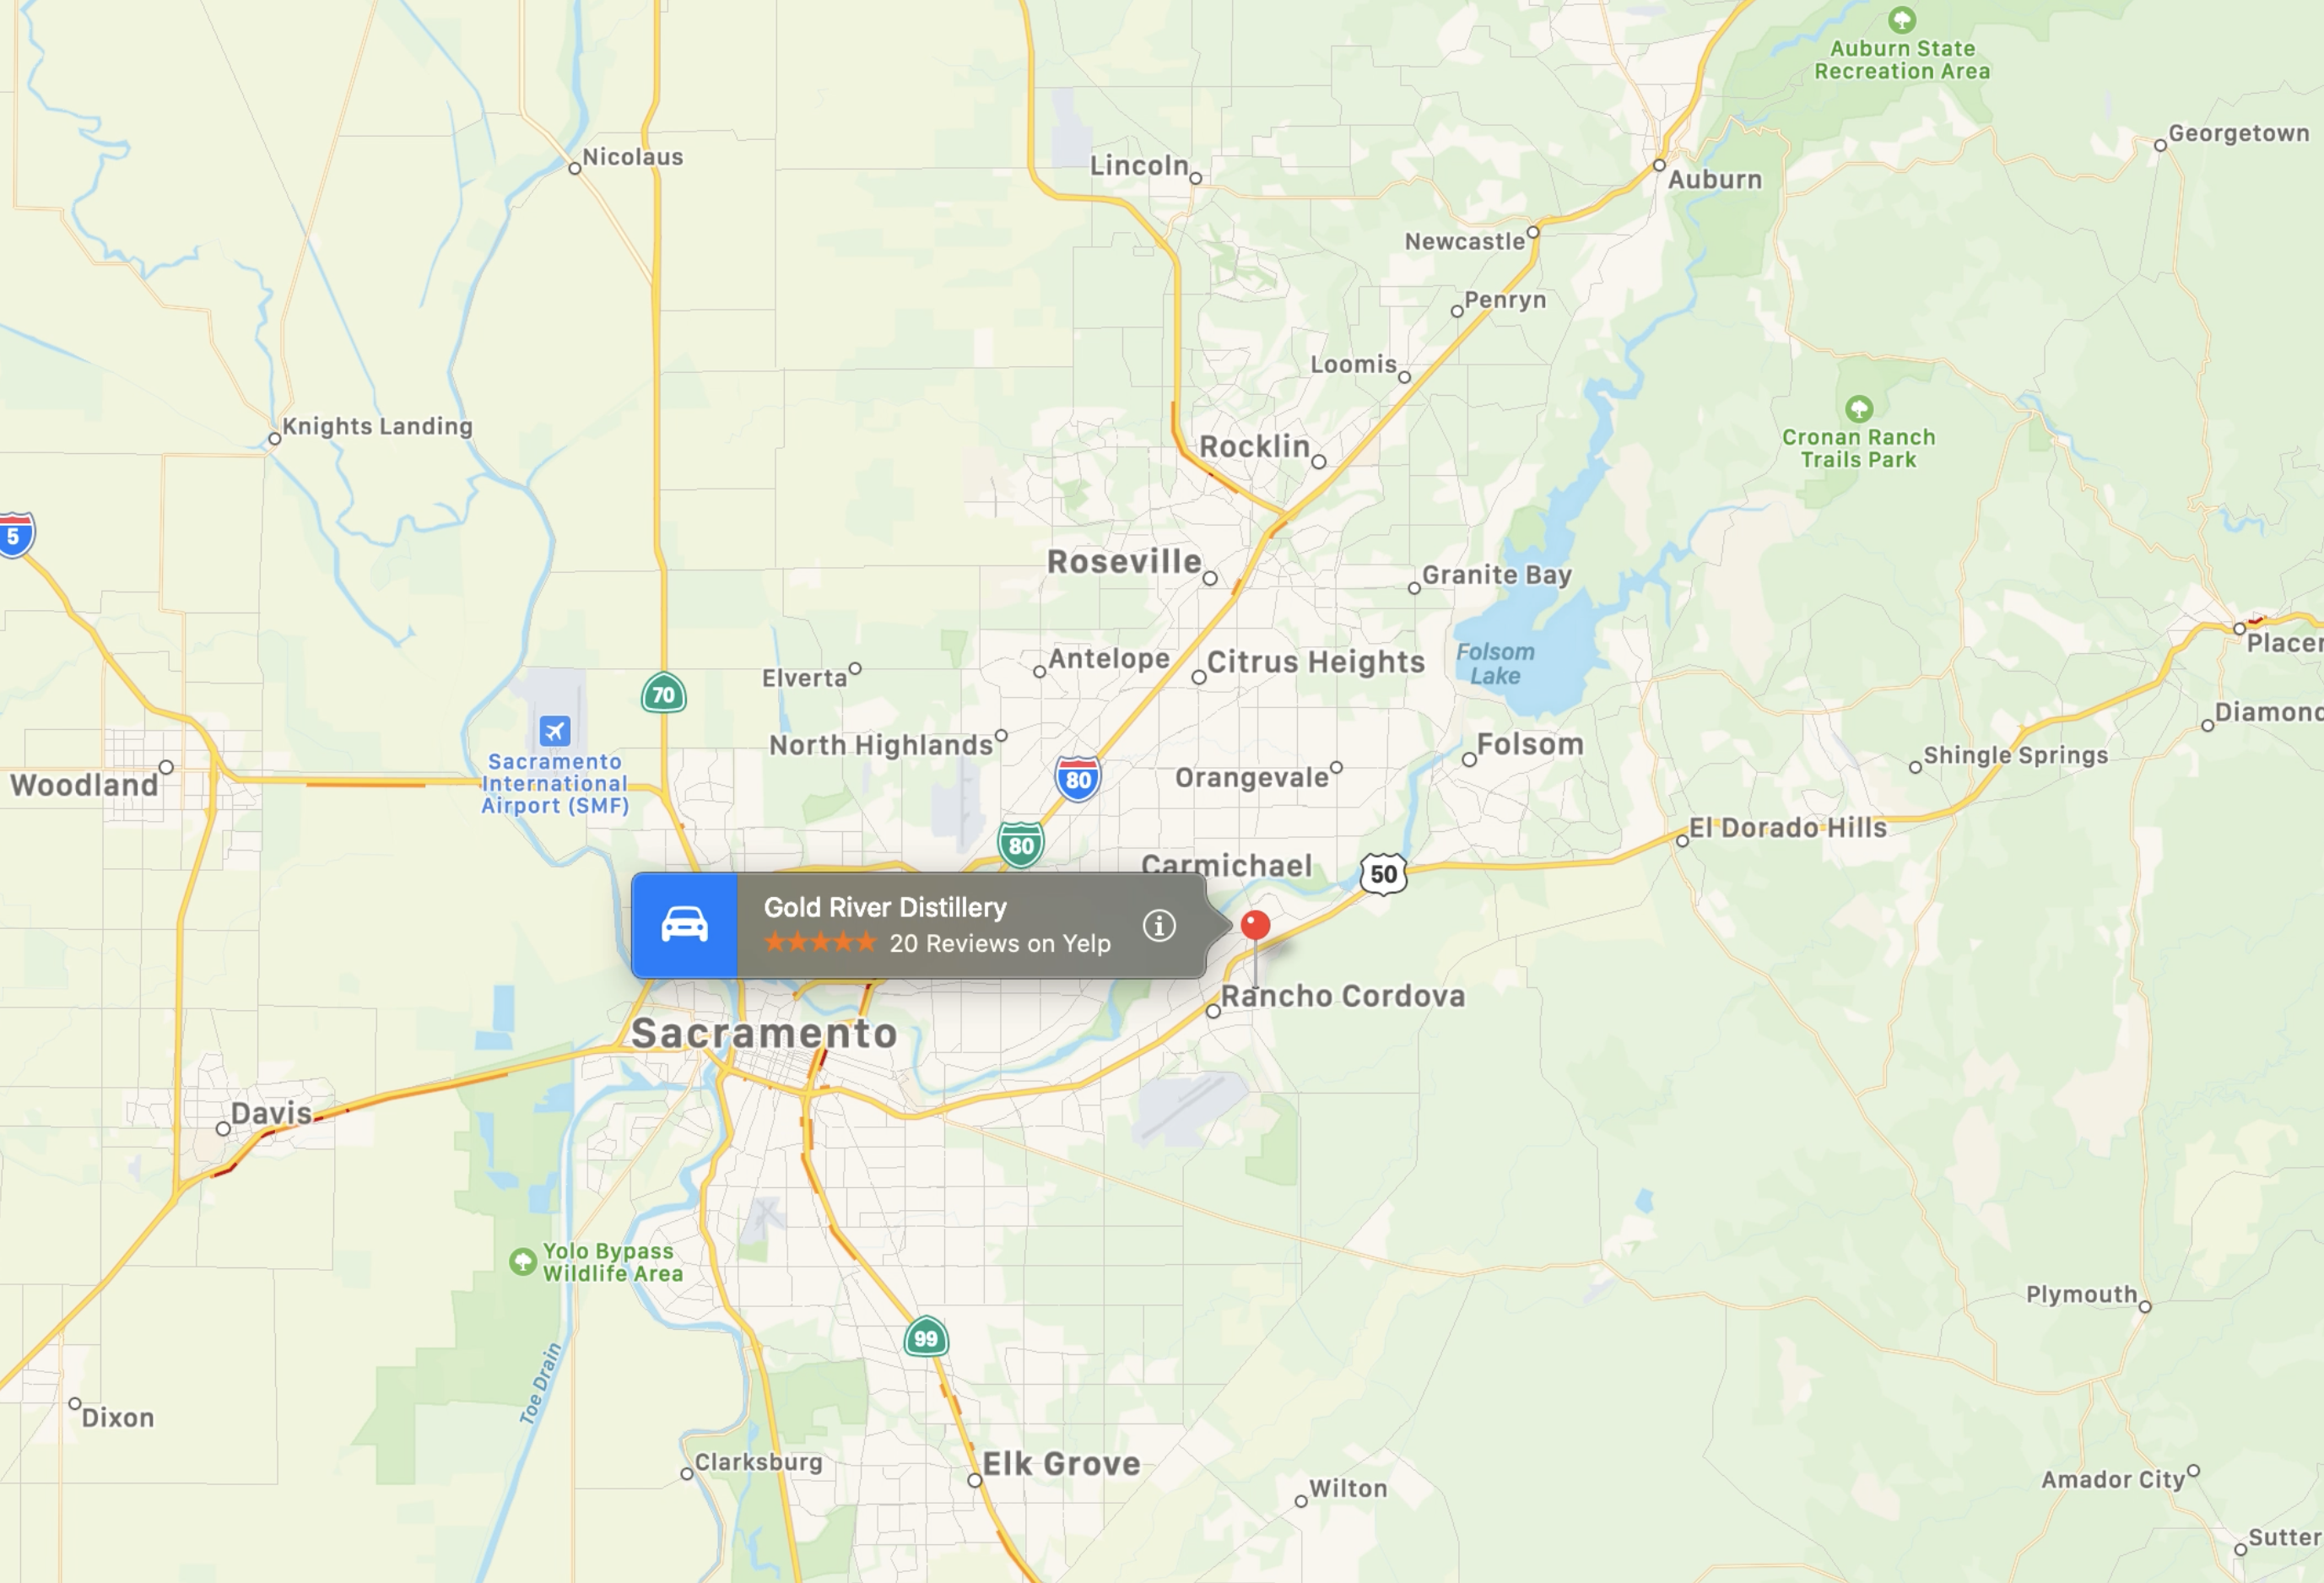 Auburn State
Recreation Area
Georgetown
Nicolaus
Lincoln
Auburn
Newcastle
Penryn
Loomis
Knights Landing
Rocklin
Cronan Ranch
Trails Park
5
Roseville
Granite Bay
Folsom
Lake
Placer
70
Elverta
Antelope
Citrus Heights
Diamond
Sacramento
International
Airport (SMF)
North Highlands
Folsom
Shingle Springs
Woodland
80
Orangevale
El Dorado Hills
80
Carmichael
50
Gold River Distillery
20 Reviews on Yelp
Rancho Cordova
Sacramento
Davis
Yolo Bypass
Wildlife Area
Plymouth
99
Toe Drain
Dixon
Clarksburg
Elk Grove
Wilton
Amador City
Sutter